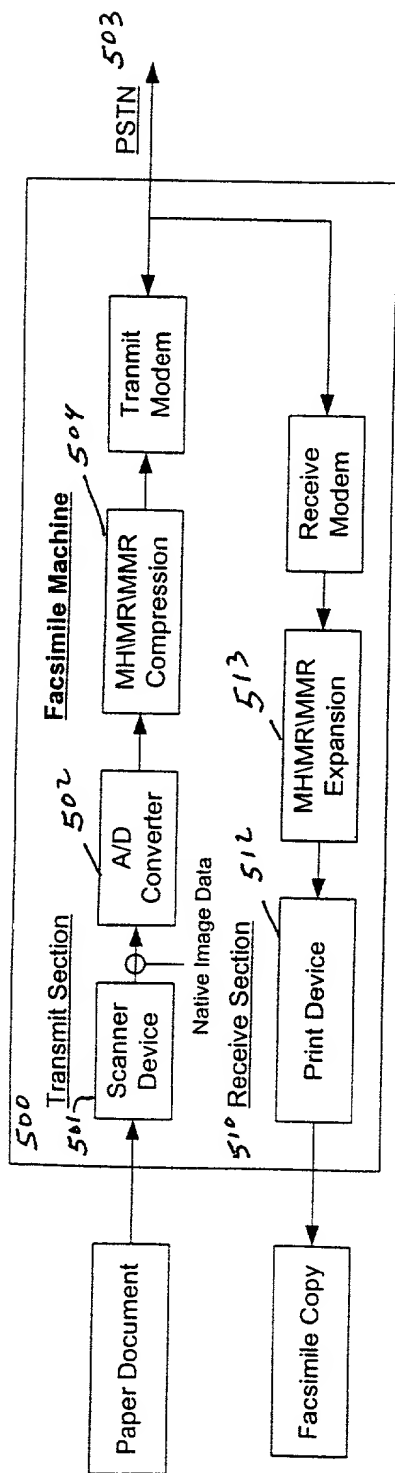 500
Facsimile Machine
503
PSTN
Transmit Section
501
502
504
Paper Document
Scanner
Device
A/D
Converter
MH\MR\MMR
Compression
Tranmit
Modem
Native Image Data
510
Receive Section
512
513
Facsimile Copy
Print Device
MH\MR\MMR
Expansion
Receive
Modem